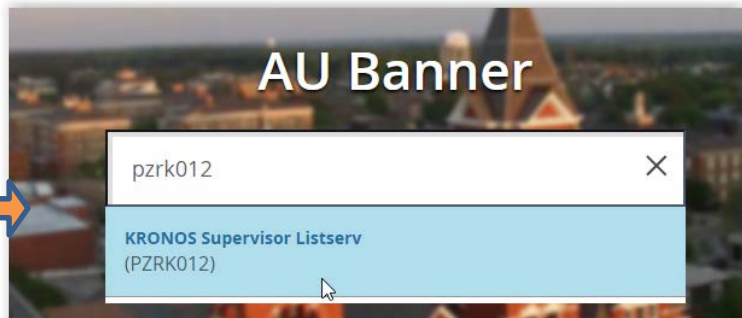 AU Banner
pzrk012
KRONOS Supervisor Listserv
(PZRK012)